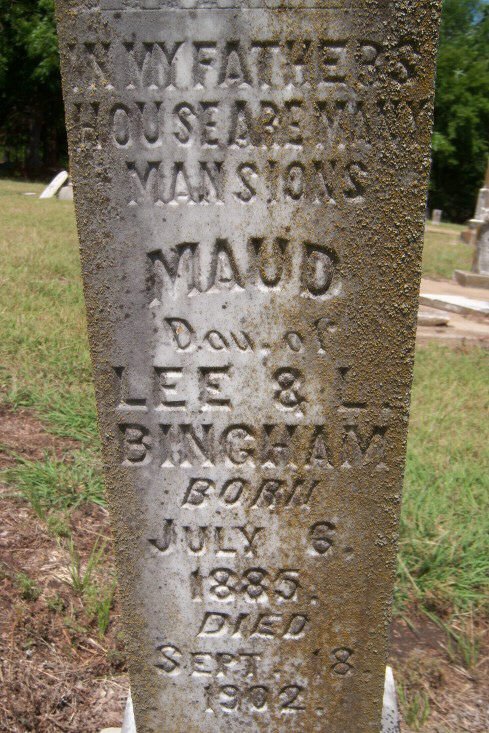 IN MY FATHERS
HOUSE ARE MANY
MANSIONS
MAUD
Dau. of
LEE & L.
BINGHAM
BORN
JULY 6.
1885.
DIED
SEPT. 18.
1902.